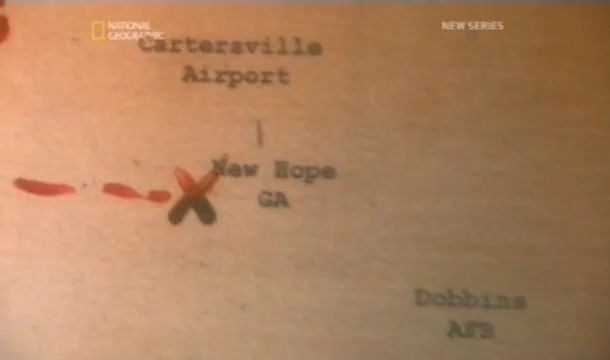 NATIONAL
GEOGRAPHIC
NEW SERIES
Cartersville
Airport
New Hope
GA
Dobbins
AFB